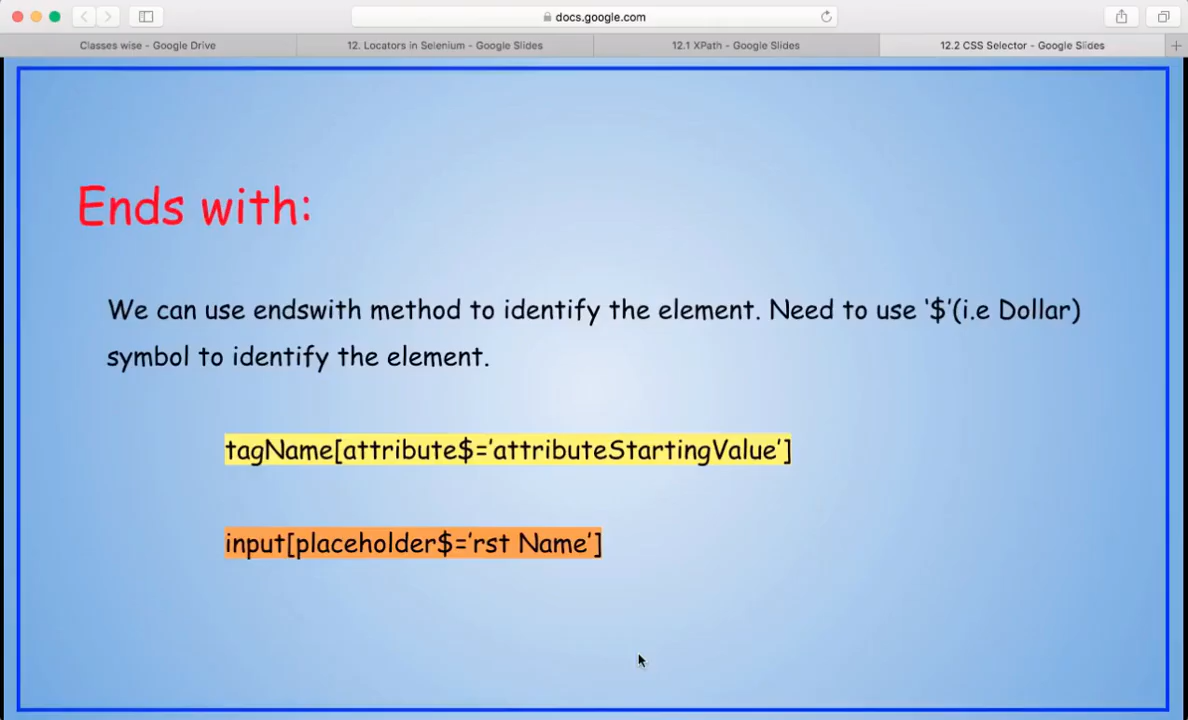 docs.google.com
Classes wise - Google Drive
12. Locators in Selenium - Google Slides
12.1 XPath - Google Slides
12.2 CSS Selector - Google Slides
Ends with:
We can use endswith method to identify the element. Need to use ‘$’(i.e Dollar)
symbol to identify the element.
tagName[attribute$=’attributeStartingValue’]
input[placeholder$=’rst Name’]